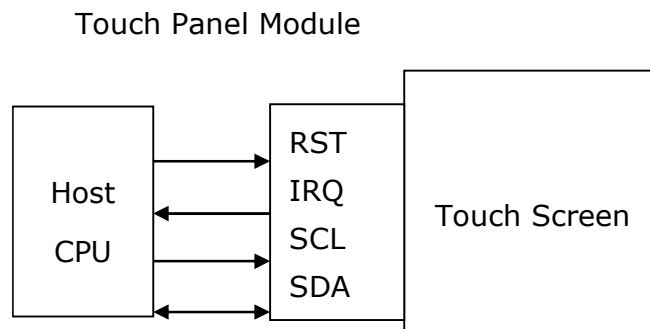 Touch Panel Module
Host
CPU
RST
IRQ
SCL
SDA
Touch Screen